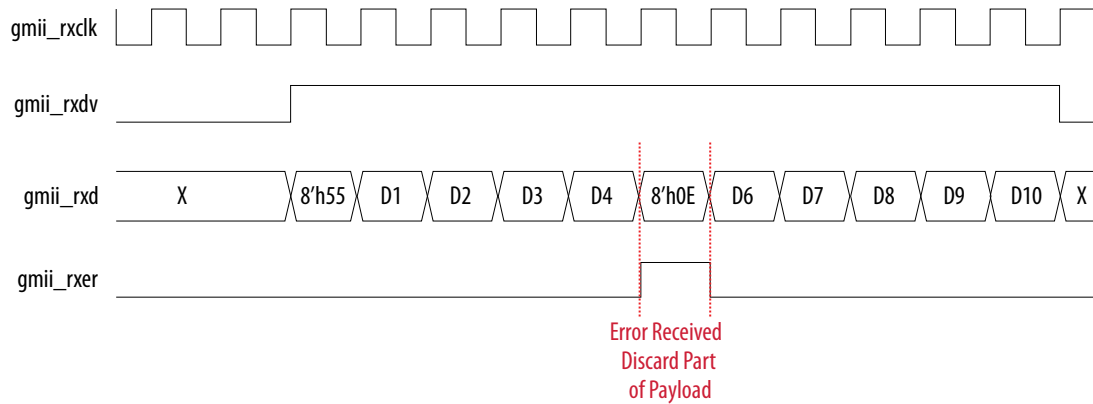 gmii_rxclk
gmii_rxdv
gmii_rxd X 8'h55 D1 D2 D3 D4 8'h0E D6 D7 D8 D9 D10 X
gmii_rxer
Error Received
Discard Part
of Payload